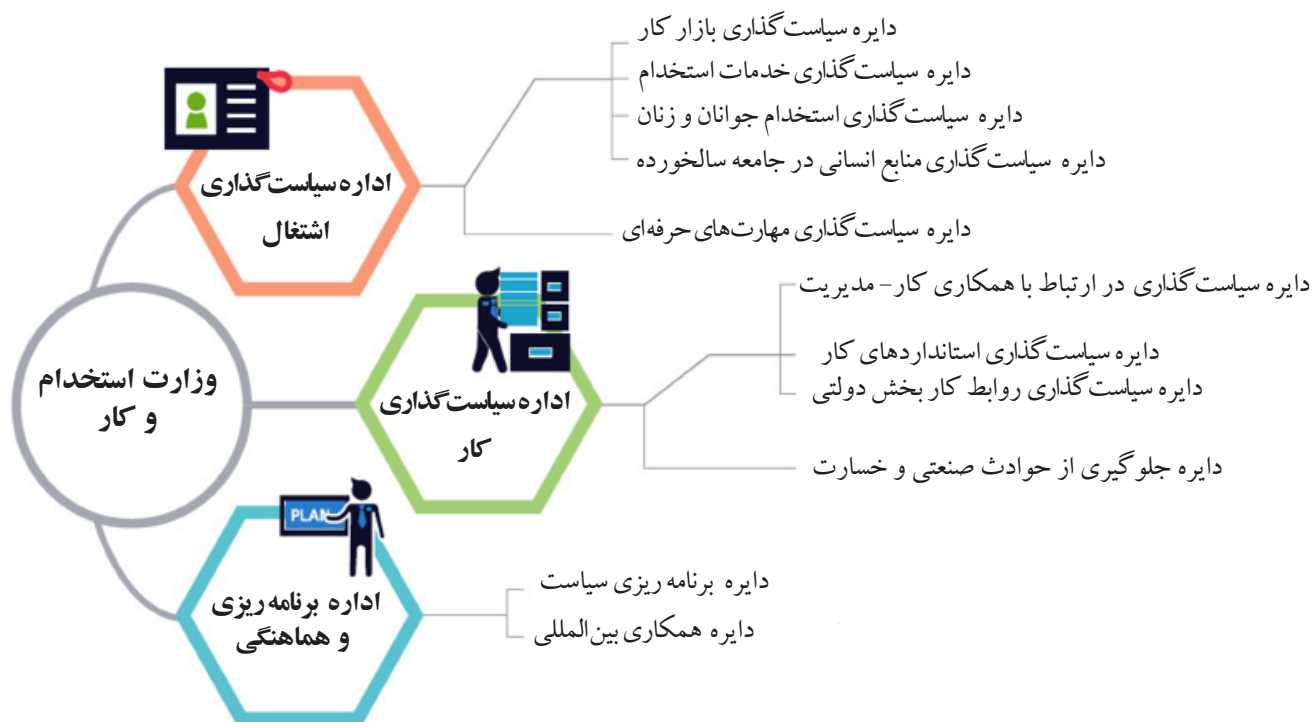 دایره سیاست‌گذاری بازار کار
دایره سیاست‌گذاری خدمات استخدام
دایره سیاست‌گذاری استخدام جوانان و زنان
دایره سیاست‌گذاری منابع انسانی در جامعه سالخورده
اداره سیاست‌گذاری
اشتغال
دایره سیاست‌گذاری مهارت‌های حرفه‌ای
دایره سیاست‌گذاری در ارتباط با همکاری کار – مدیریت
دایره سیاست‌گذاری استانداردهای کار
دایره سیاست‌گذاری روابط کار بخش دولتی
وزارت استخدام
و کار
اداره سیاست‌گذاری
کار
دایره جلوگیری از حوادث صنعتی و خسارت
PLAN
دایره برنامه ریزی سیاست
اداره برنامه‌ریزی
و هماهنگی
دایره همکاری بین‌المللی